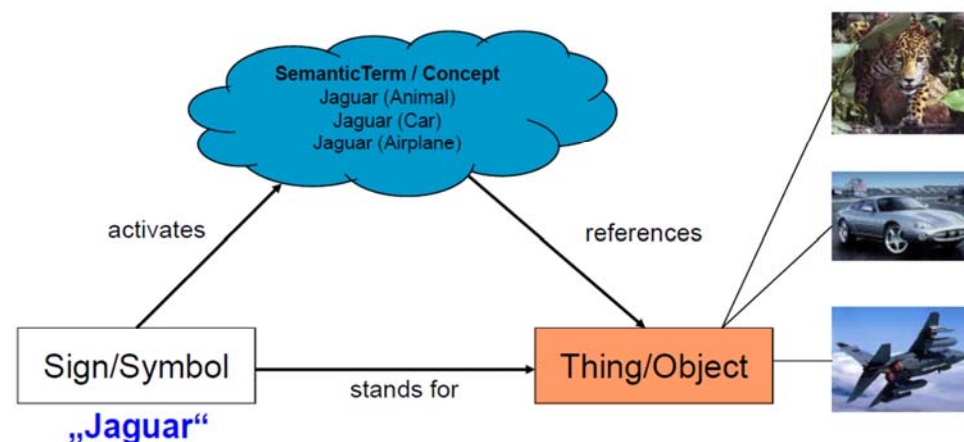 SemanticTerm / Concept
Jaguar (Animal)
Jaguar (Car)
Jaguar (Airplane)
activates
references
Sign/Symbol
Thing/Object
stands for
„Jaguar“